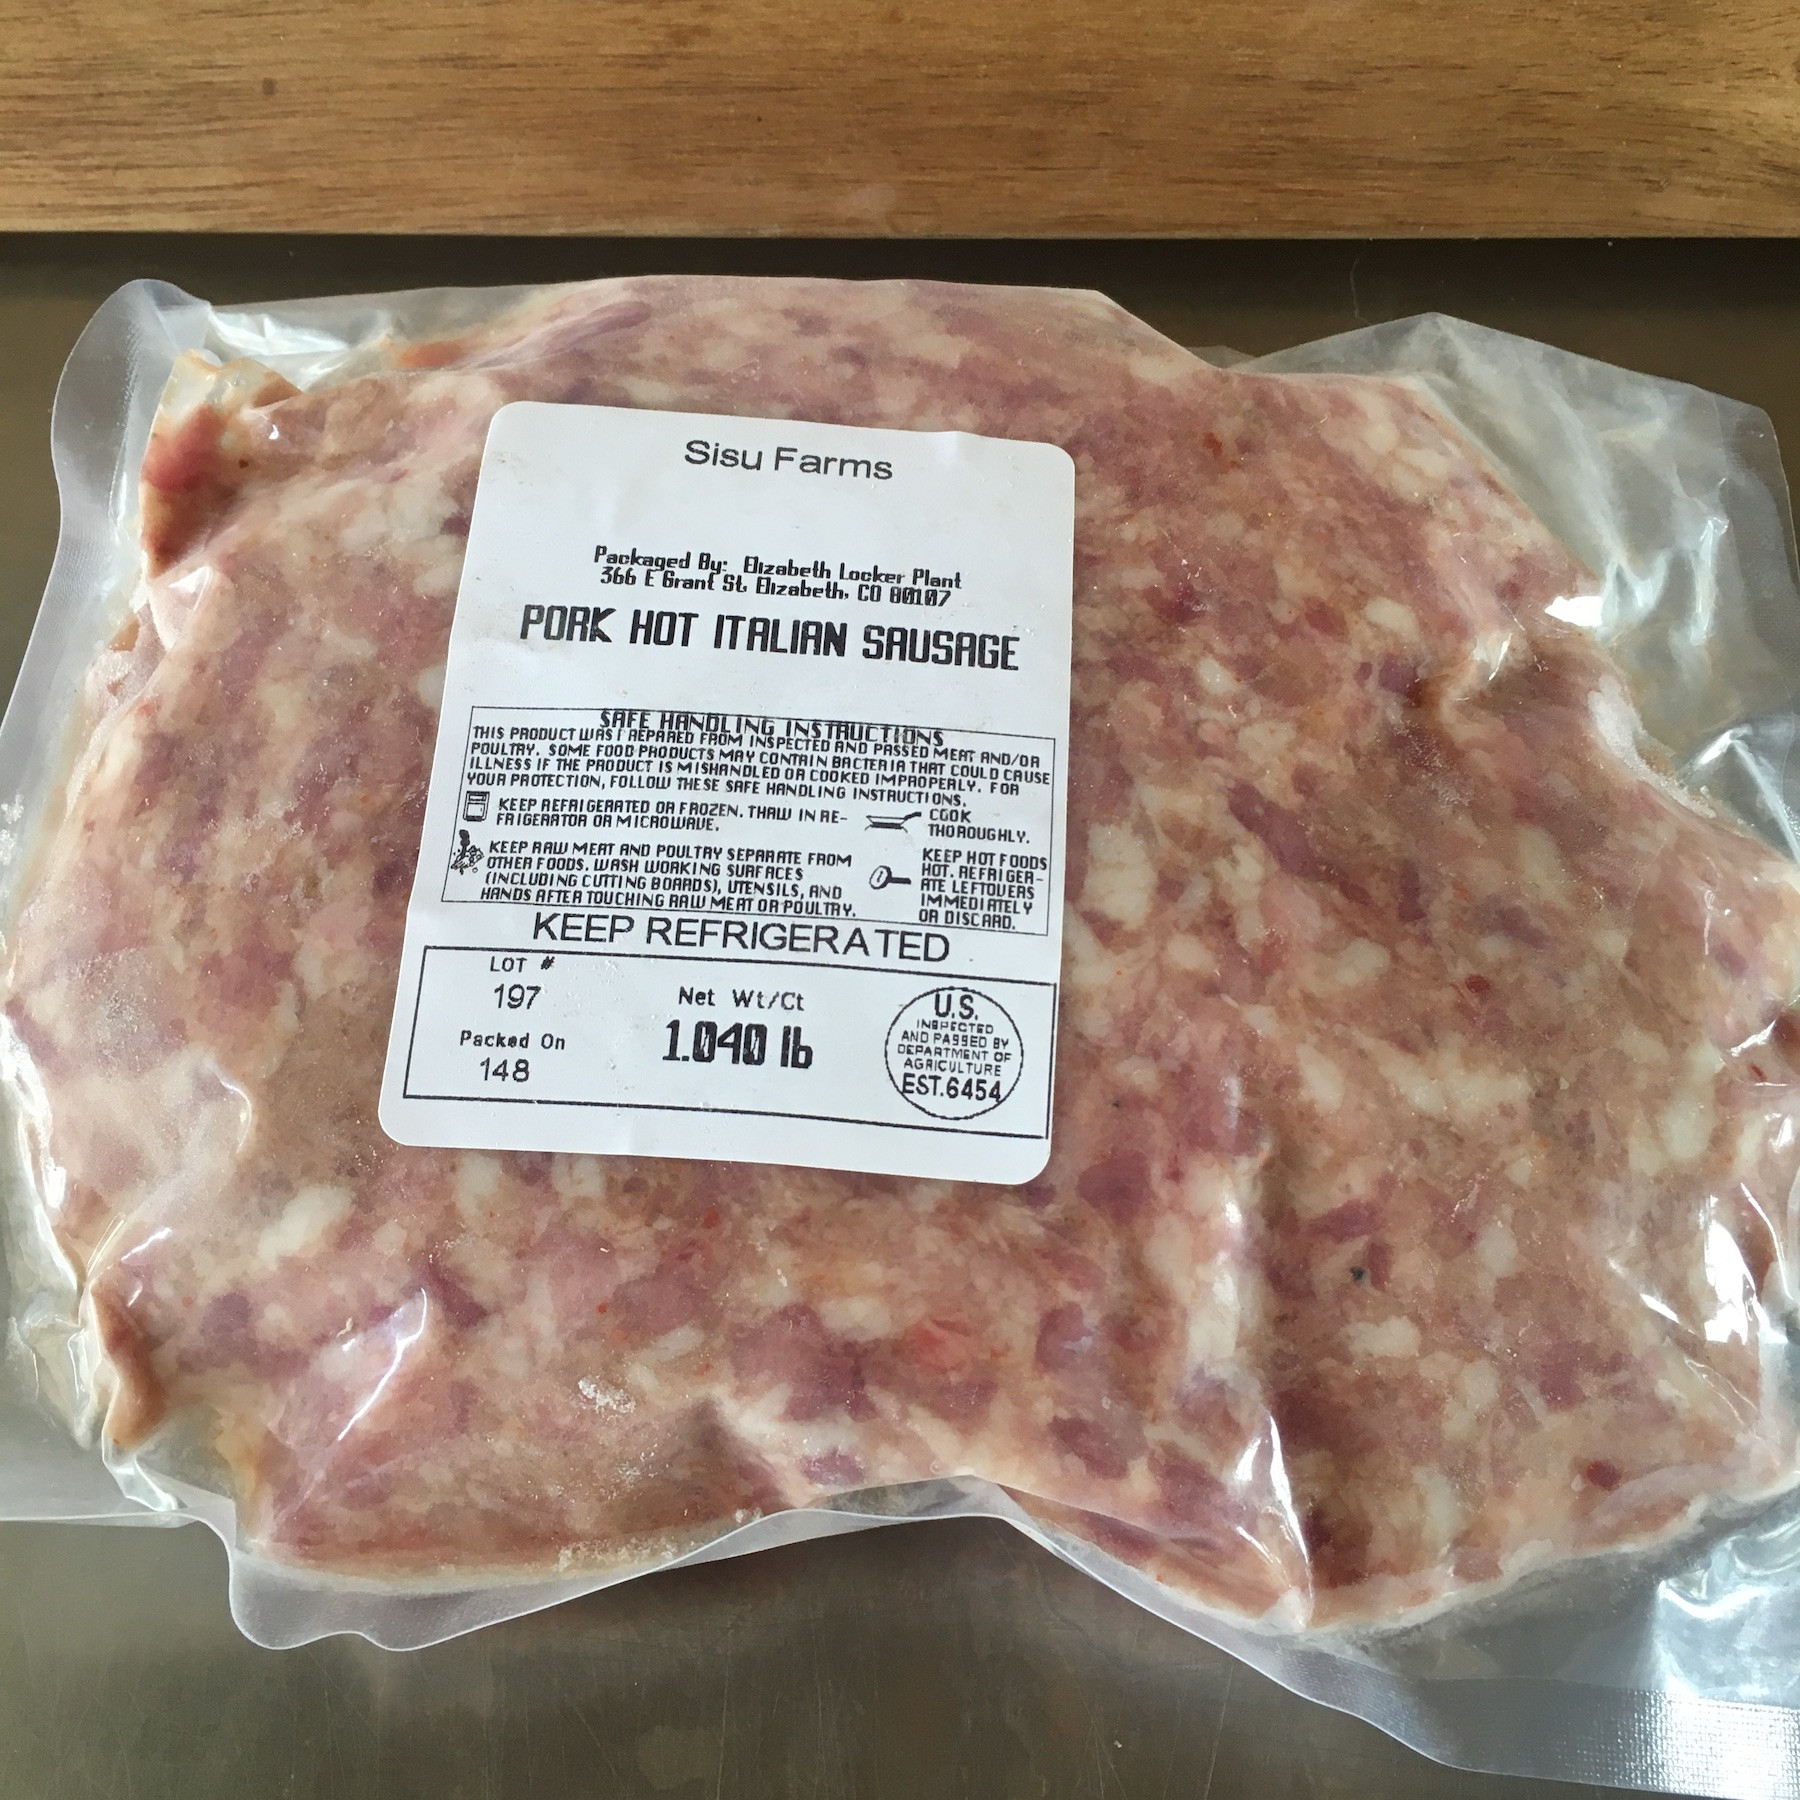 Sisu Farms
Packaged By: Elizabeth Locker Plant
366 E Grant St, Elizabeth, CO 80107
PORK HOT ITALIAN SAUSAGE
SAFE HANDLING INSTRUCTIONS
THIS PRODUCT WAS PREPARED FROM INSPECTED AND PASSED MEAT AND/OR
POULTRY. SOME FOOD PRODUCTS MAY CONTAIN BACTERIA THAT COULD CAUSE
ILLNESS IF THE PRODUCT IS MISHANDLED OR COOKED IMPROPERLY. FOR
YOUR PROTECTION, FOLLOW THESE SAFE HANDLING INSTRUCTIONS.
KEEP REFRIGERATED OR FROZEN. THAW IN RE-
FRIGERATOR OR MICROWAVE.
COOK
THOROUGHLY.
KEEP RAW MEAT AND POULTRY SEPARATE FROM
OTHER FOODS. WASH WORKING SURFACES
(INCLUDING CUTTING BOARDS), UTENSILS, AND
HANDS AFTER TOUCHING RAW MEAT OR POULTRY.
KEEP HOT FOODS
HOT. REFRIGER-
ATE LEFTOVERS
IMMEDIATELY
OR DISCARD.
KEEP REFRIGERATED
LOT #
197
Packed On
148
Net Wt/Ct
1.040 lb
U.S.
INSPECTED
AND PASSED BY
DEPARTMENT OF
AGRICULTURE
EST.6454